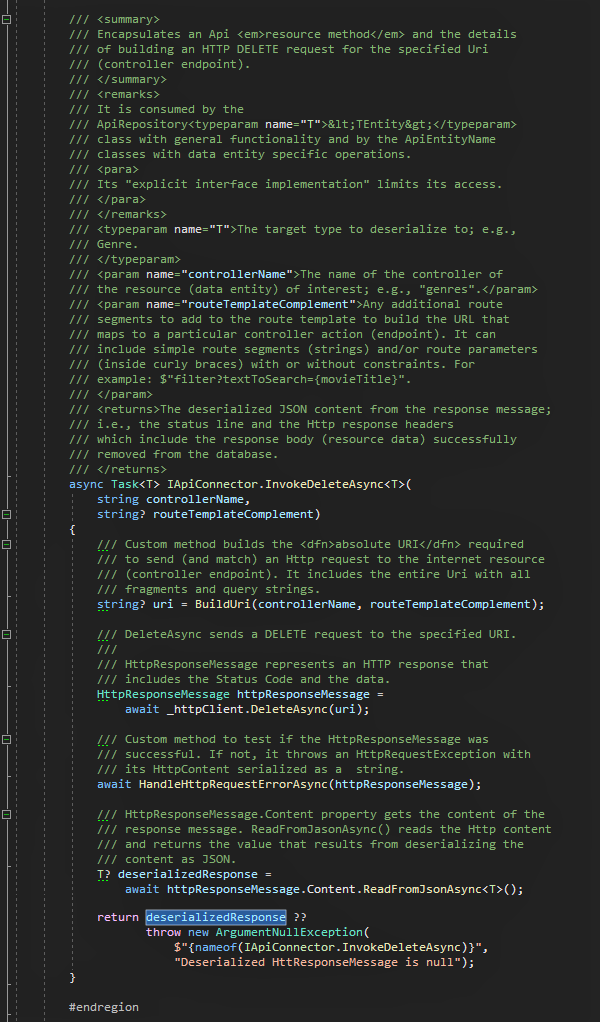 /// <summary>
/// Encapsulates an Api <em>resource method</em> and the details
/// of building an HTTP DELETE request for the specified Uri
/// (controller endpoint).
/// </summary>
/// <remarks>
/// It is consumed by the
/// ApiRepository<typeparam name="T">&lt;TEntity&gt;</typeparam>
/// class with general functionality and by the ApiEntityName
/// classes with data entity specific operations.
/// <para>
/// Its "explicit interface implementation" limits its access.
/// </para>
/// </remarks>
/// <typeparam name="T">The target type to deserialize to; e.g.,
/// Genre.
/// </typeparam>
/// <param name="controllerName">The name of the controller of
/// the resource (data entity) of interest; e.g., "genres".</param>
/// <param name="routeTemplateComplement">Any additional route
/// segments to add to the route template to build the URL that
/// maps to a particular controller action (endpoint). It can
/// include simple route segments (strings) and/or route parameters
/// (inside curly braces) with or without constraints. For
/// example: $"filter?textToSearch={movieTitle}".
/// </param>
/// <returns>The deserialized JSON content from the response message;
/// i.e., the status line and the Http response headers
/// which include the response body (resource data) successfully
/// removed from the database.
/// </returns>
async Task<T> IApiConnector.InvokeDeleteAsync<T>(
string controllerName,
string? routeTemplateComplement)
{
/// Custom method builds the <dfn>absolute URI</dfn> required
/// to send (and match) an Http request to the internet resource
/// (controller endpoint). It includes the entire Uri with all
/// fragments and query strings.
string? uri = BuildUri(controllerName, routeTemplateComplement);
/// DeleteAsync sends a DELETE request to the specified URI.
///
/// HttpResponseMessage represents an HTTP response that
/// includes the Status Code and the data.
HttpResponseMessage httpResponseMessage =
await _httpClient.DeleteAsync(uri);
/// Custom method to test if the HttpResponseMessage was
/// successful. If not, it throws an HttpRequestException with
/// its HttpContent serialized as a  string.
await HandleHttpRequestErrorAsync(httpResponseMessage);
/// HttpResponseMessage.Content property gets the content of the
/// response message. ReadFromJasonAsync() reads the Http content
/// and returns the value that results from deserializing the
/// content as JSON.
T? deserializedResponse =
await httpResponseMessage.Content.ReadFromJsonAsync<T>();
return deserializedResponse ??
throw new ArgumentNullException(
$"{nameof(IApiConnector.InvokeDeleteAsync)}",
"Deserialized HttResponseMessage is null");
}
#endregion